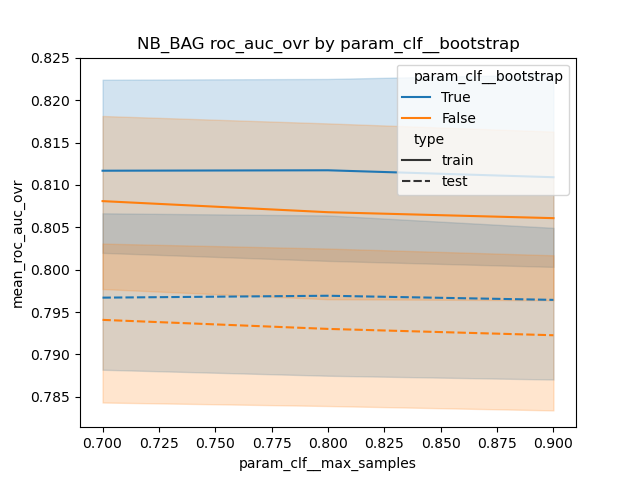 NB_BAG roc_auc_ovr by param_clf__bootstrap
param_clf__bootstrap
True
False
type
train
test
mean_roc_auc_ovr
0.825
0.820
0.815
0.810
0.805
0.800
0.795
0.790
0.785
0.700 0.725 0.750 0.775 0.800 0.825 0.850 0.875 0.900
param_clf__max_samples